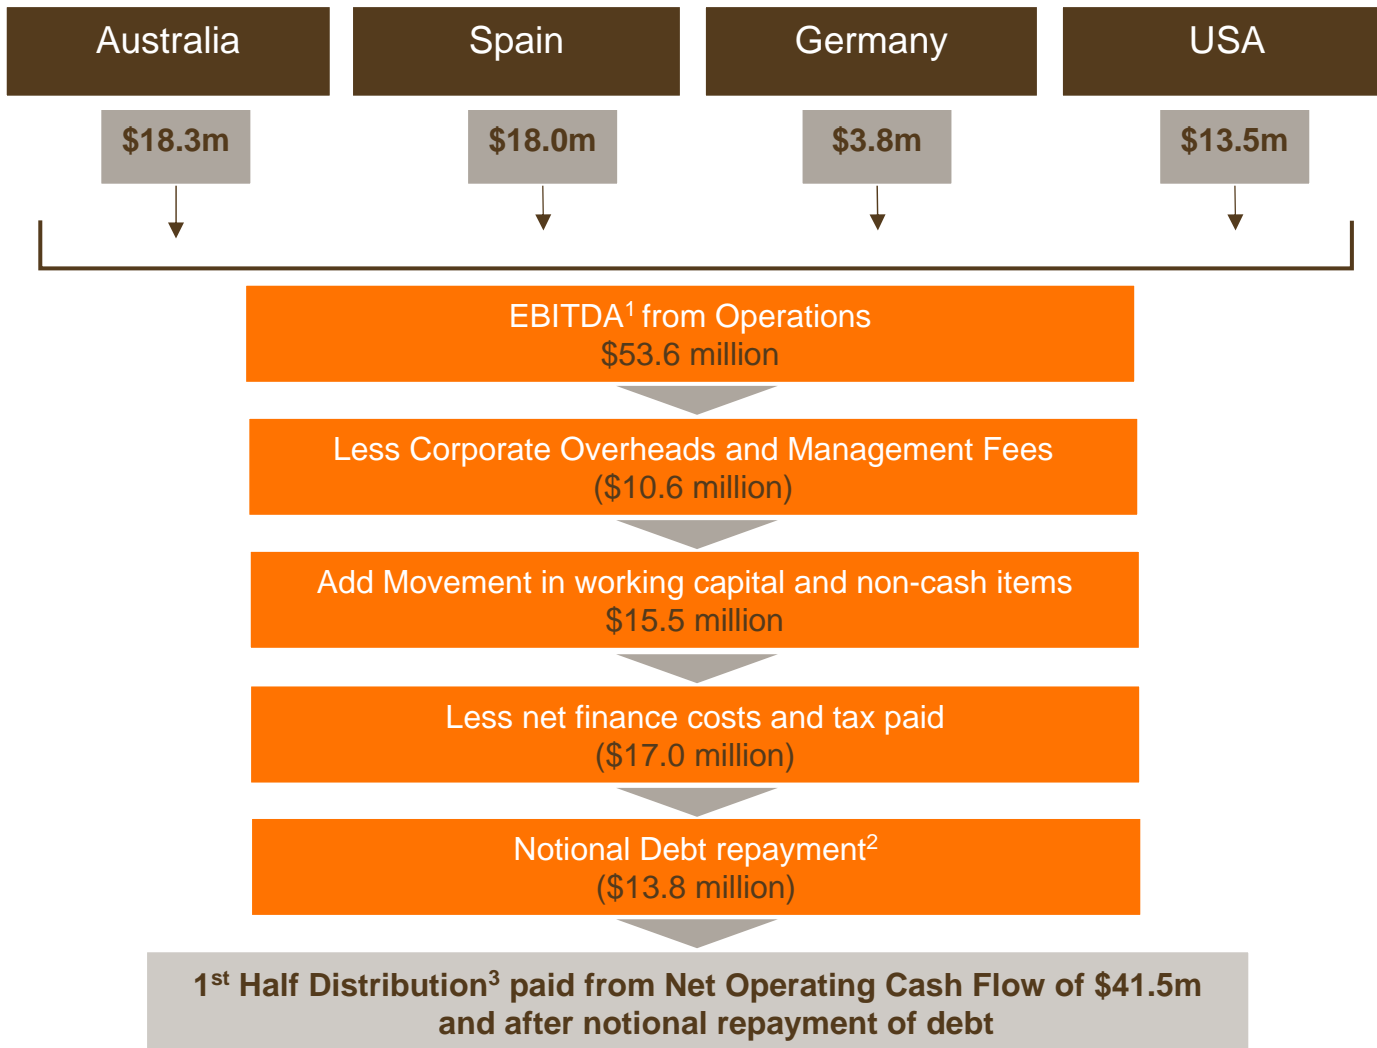 Australia
Spain
Germany
USA
$18.3m
$18.0m
$3.8m
$13.5m
EBITDA¹ from Operations
$53.6 million
Less Corporate Overheads and Management Fees
($10.6 million)
Add Movement in working capital and non-cash items
$15.5 million
Less net finance costs and tax paid
($17.0 million)
Notional Debt repayment²
($13.8 million)
1st Half Distribution³ paid from Net Operating Cash Flow of $41.5m
and after notional repayment of debt